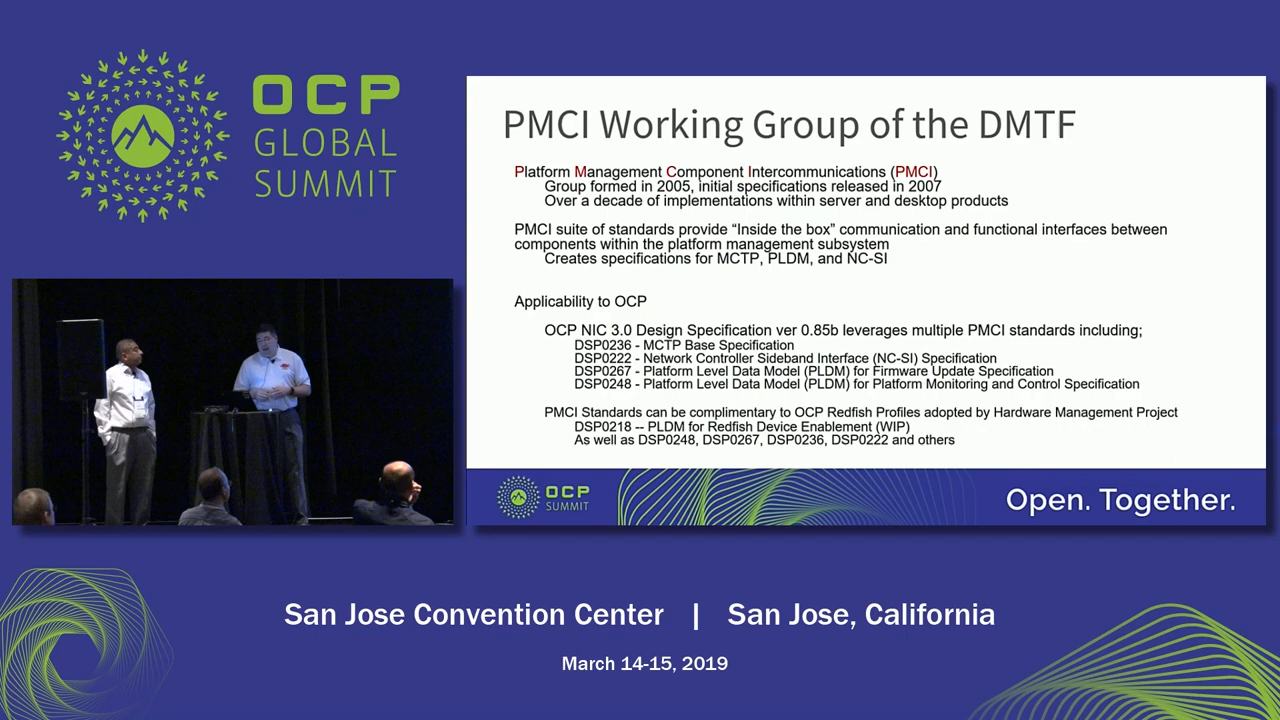 OCP
GLOBAL
SUMMIT
PMCI Working Group of the DMTF
Platform Management Component Intercommunications (PMCI)
Group formed in 2005, initial specifications released in 2007
Over a decade of implementations within server and desktop products
PMCI suite of standards provide “Inside the box” communication and functional interfaces between
components within the platform management subsystem
Creates specifications for MCTP, PLDM, and NC-SI
Applicability to OCP
OCP NIC 3.0 Design Specification ver 0.85b leverages multiple PMCI standards including;
DSP0236 - MCTP Base Specification
DSP0222 - Network Controller Sideband Interface (NC-SI) Specification
DSP0267 - Platform Level Data Model (PLDM) for Firmware Update Specification
DSP0248 - Platform Level Data Model (PLDM) for Platform Monitoring and Control Specification
PMCI Standards can be complimentary to OCP Redfish Profiles adopted by Hardware Management Project
DSP0218 -- PLDM for Redfish Device Enablement (WIP)
As well as DSP0248, DSP0267, DSP0236, DSP0222 and others
OCP
SUMMIT
Open. Together.
San Jose Convention Center | San Jose, California
March 14-15, 2019